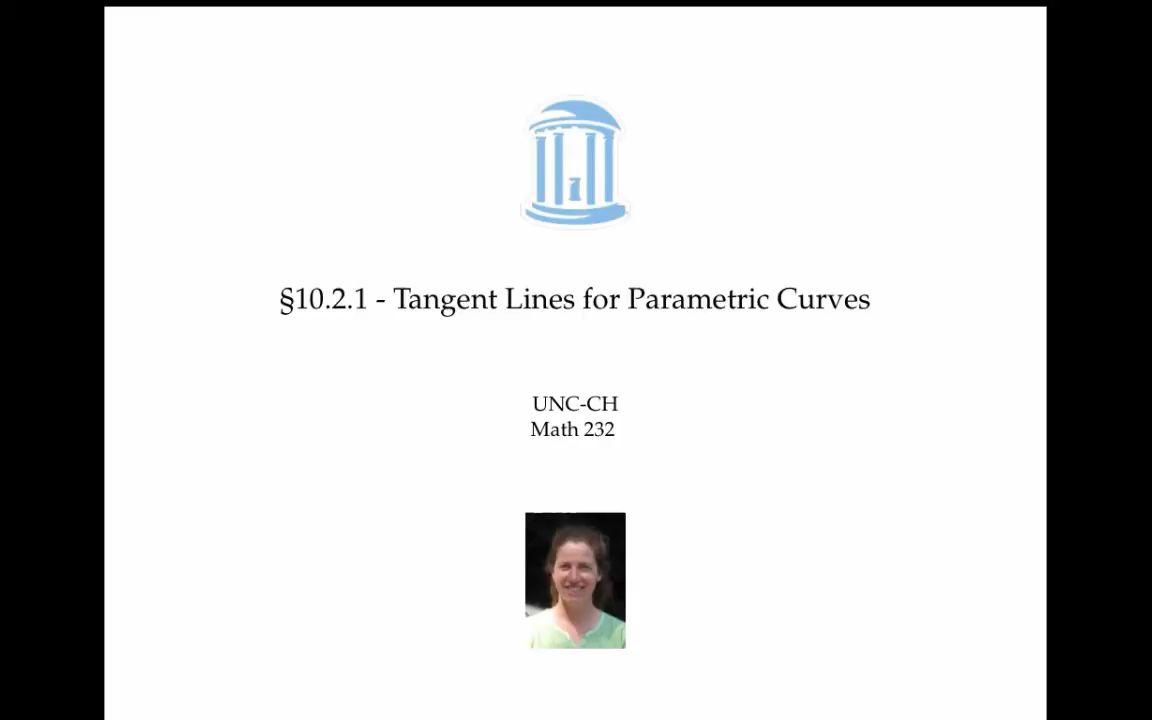 §10.2.1 - Tangent Lines for Parametric Curves
UNC-CH
Math 232